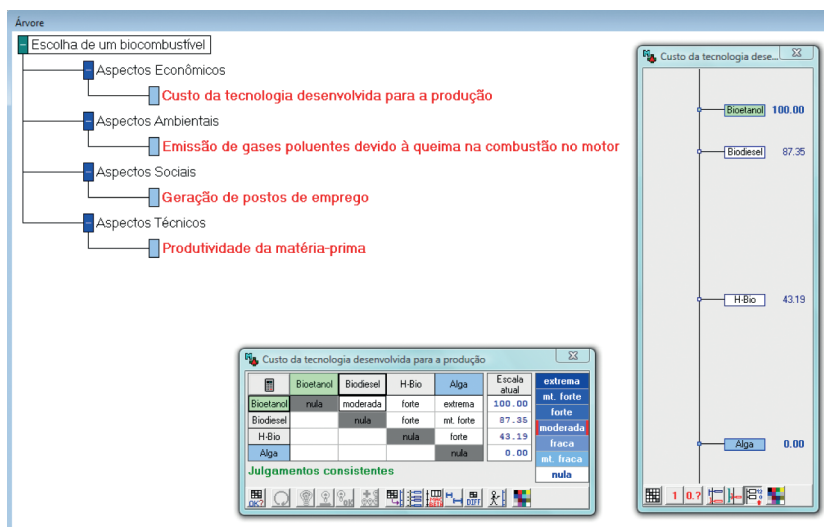 Árvore
Escolha de um biocombustível
Aspectos Econômicos
Custo da tecnologia desenvolvida para a produção
Aspectos Ambientais
Emissão de gases poluentes devido à queima na combustão no motor
Aspectos Sociais
Geração de postos de emprego
Aspectos Técnicos
Produtividade da matéria-prima
Custo da tecnologia dese...
Bioetanol 100.00
Biodiesel 87.35
H-Bio 43.19
Alga 0.00
1 0.?
Custo da tecnologia desenvolvida para a produção
Bioetanol Biodiesel H-Bio Alga Escala atual
Bioetanol nula moderada forte extrema 100.00
Biodiesel nula forte mt. forte 87.35
H-Bio nula forte 43.19
Alga nula 0.00
extrema
mt. forte
forte
moderada
fraca
mt. fraca
nula
Julgamentos consistentes
OK? DIFF